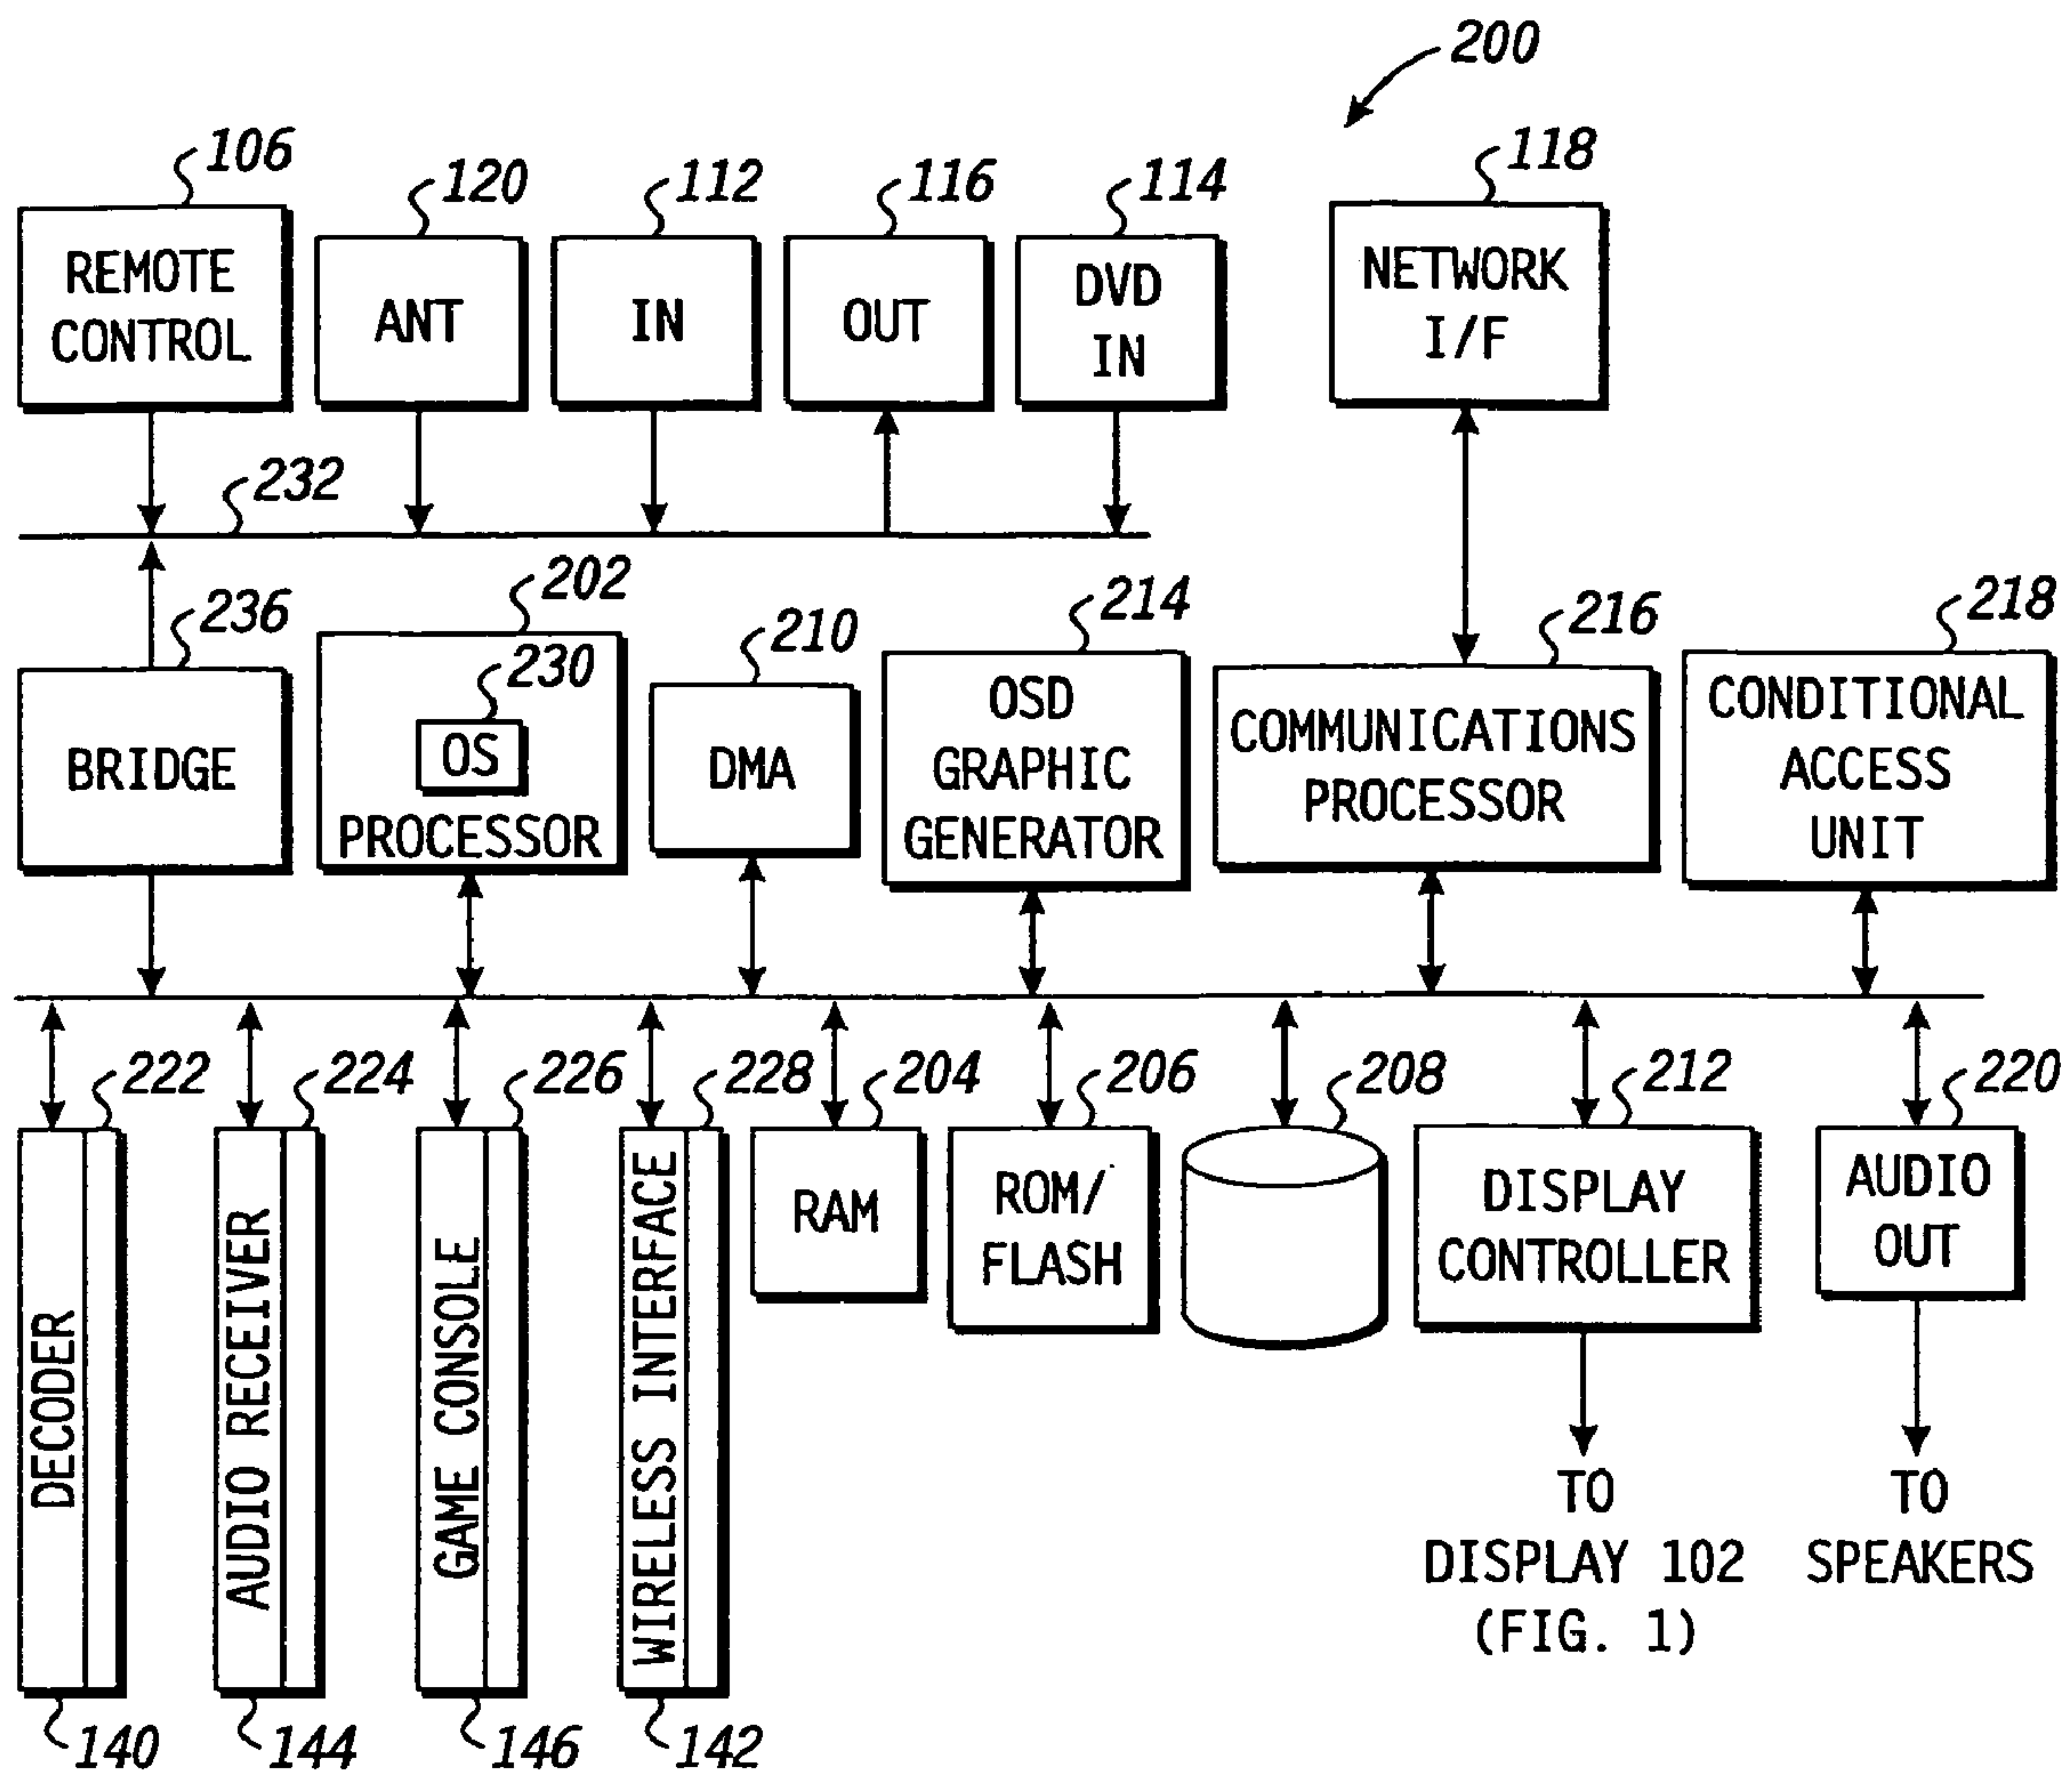 200
106
120
112
116
114
118
REMOTE
CONTROL
ANT
IN
OUT
DVD
IN
NETWORK
I/F
232
236
202
230
210
214
216
218
BRIDGE
OS
PROCESSOR
DMA
OSD
GRAPHIC
GENERATOR
COMMUNICATIONS
PROCESSOR
CONDITIONAL
ACCESS
UNIT
222
224
226
228
204
206
208
212
220
DECODER
AUDIO RECEIVER
GAME CONSOLE
WIRELESS INTERFACE
RAM
ROM/
FLASH
DISPLAY
CONTROLLER
AUDIO
OUT
TO
DISPLAY 102
(FIG. 1)
TO
SPEAKERS
140
144
146
142